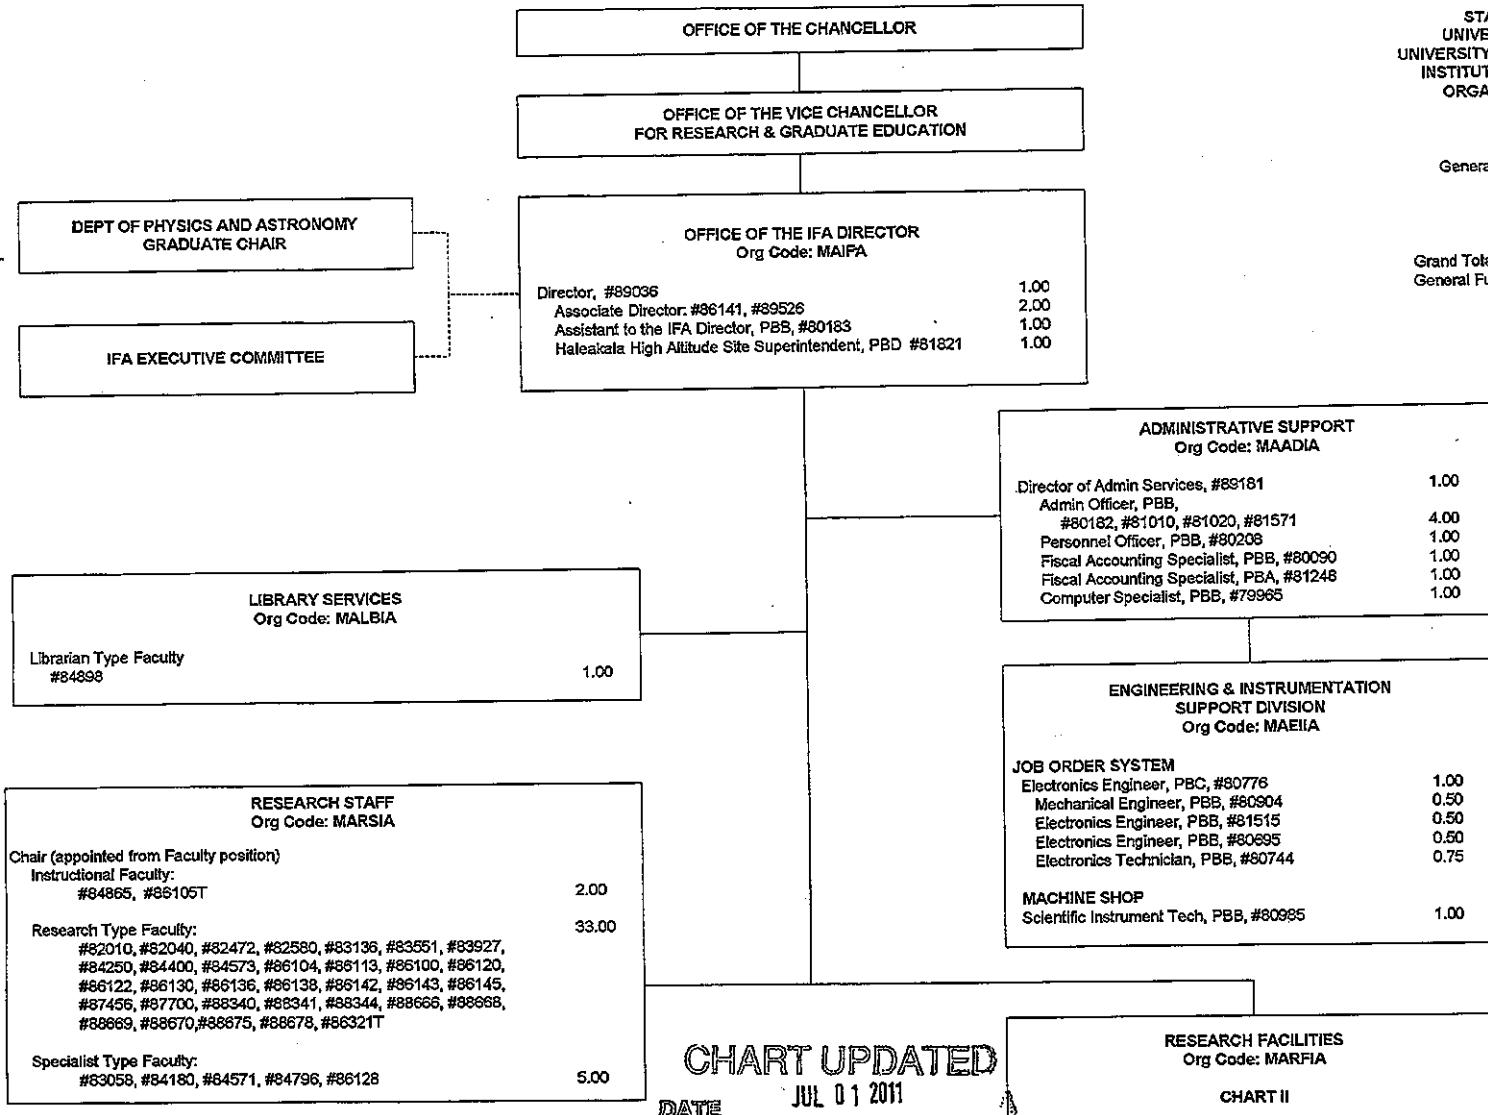 OFFICE OF THE CHANCELLOR
OFFICE OF THE VICE CHANCELLOR
FOR RESEARCH & GRADUATE EDUCATION
DEPT OF PHYSICS AND ASTRONOMY
GRADUATE CHAIR
IFA EXECUTIVE COMMITTEE
OFFICE OF THE IFA DIRECTOR
Org Code: MAIFA
Director, #89036 1.00
Associate Director: #86141, #89526 2.00
Assistant to the IFA Director, PBB, #80183 1.00
Haleakala High Altitude Site Superintendent, PBD #81821 1.00
STA
UNIVE
UNIVERSITY
INSTITUT
ORGA
Genera
Grand Tota
General Fu
ADMINISTRATIVE SUPPORT
Org Code: MAADIA
Director of Admin Services, #89181 1.00
Admin Officer, PBB,
#80182, #81010, #81020, #81571 4.00
Personnel Officer, PBB, #80208 1.00
Fiscal Accounting Specialist, PBB, #80090 1.00
Fiscal Accounting Specialist, PBA, #81248 1.00
Computer Specialist, PBB, #79965 1.00
LIBRARY SERVICES
Org Code: MALBIA
Librarian Type Faculty
#84898 1.00
ENGINEERING & INSTRUMENTATION
SUPPORT DIVISION
Org Code: MAEIIA
JOB ORDER SYSTEM
Electronics Engineer, PBC, #80776 1.00
Mechanical Engineer, PBB, #80904 0.50
Electronics Engineer, PBB, #81515 0.50
Electronics Engineer, PBB, #80695 0.50
Electronics Technician, PBB, #80744 0.75
MACHINE SHOP
Scientific Instrument Tech, PBB, #80985 1.00
RESEARCH STAFF
Org Code: MARSIA
Chair (appointed from Faculty position)
Instructional Faculty:
#84865, #86105T 2.00
Research Type Faculty: 33.00
#82010, #82040, #82472, #82580, #83136, #83551, #83927,
#84250, #84400, #84573, #86104, #86113, #86100, #86120,
#86122, #86130, #86136, #86138, #86142, #86143, #86145,
#87456, #87700, #88340, #88341, #88344, #88666, #88668,
#88669, #88670,#88675, #88678, #86321T
Specialist Type Faculty:
#83058, #84180, #84571, #84796, #86128 5.00
CHART UPDATED
DATE JUL 01 2011
RESEARCH FACILITIES
Org Code: MARFIA
CHART II